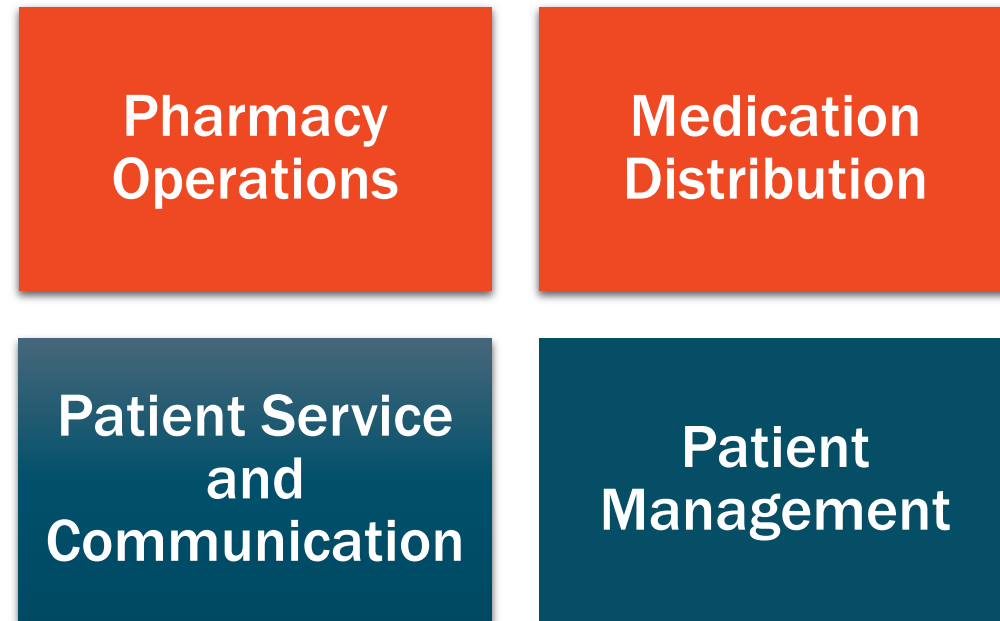 Pharmacy
Operations
Medication
Distribution
Patient Service
and
Communication
Patient
Management